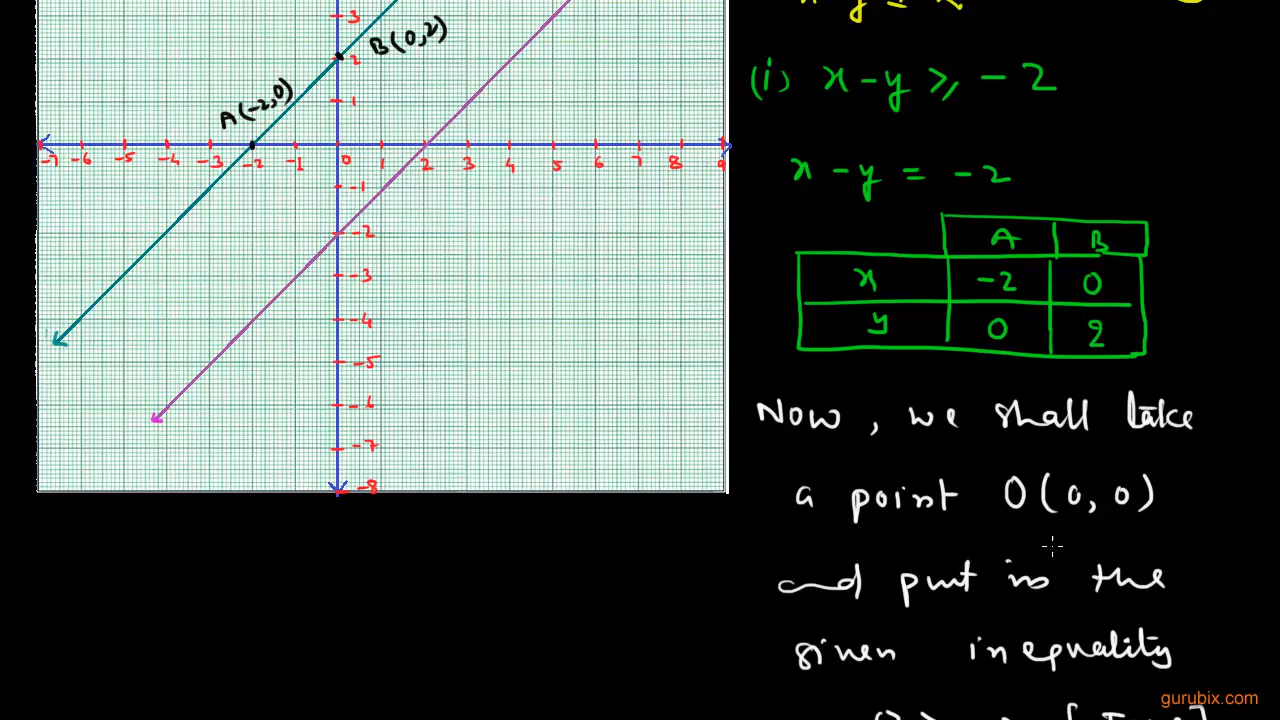 x - y ≤ 2
(i) x - y ⩾ - 2
x - y = - 2
A B
x -2 0
y 0 2
Now, we shall take
a point O(0,0)
and put in the
given inequality
3
B(0,2)
2
A(-2,0)
1
-7 -6 -5 -4 -3 -2 -1 0 1 2 3 4 5 6 7 8 9
-1
-2
-3
-4
-5
-6
-7
-8
gurubix.com